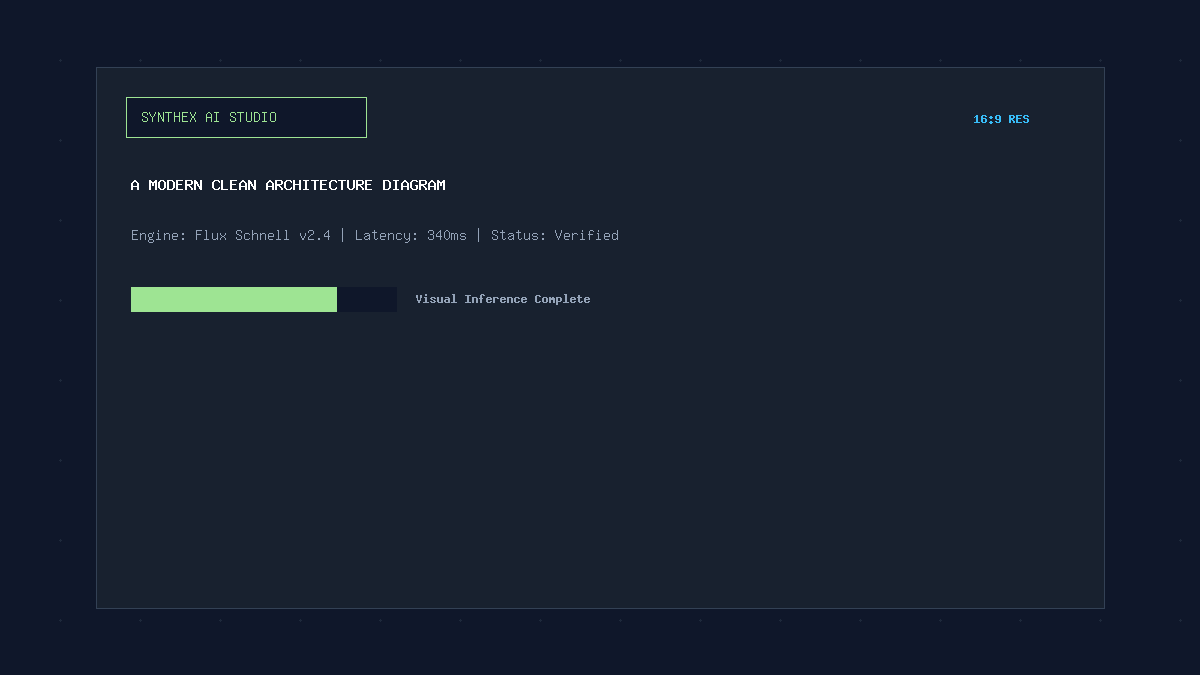 SYNTHEX AI STUDIO
16:9 RES
A MODERN CLEAN ARCHITECTURE DIAGRAM
Engine: Flux Schnell v2.4 | Latency: 340ms | Status: Verified
Visual Inference Complete